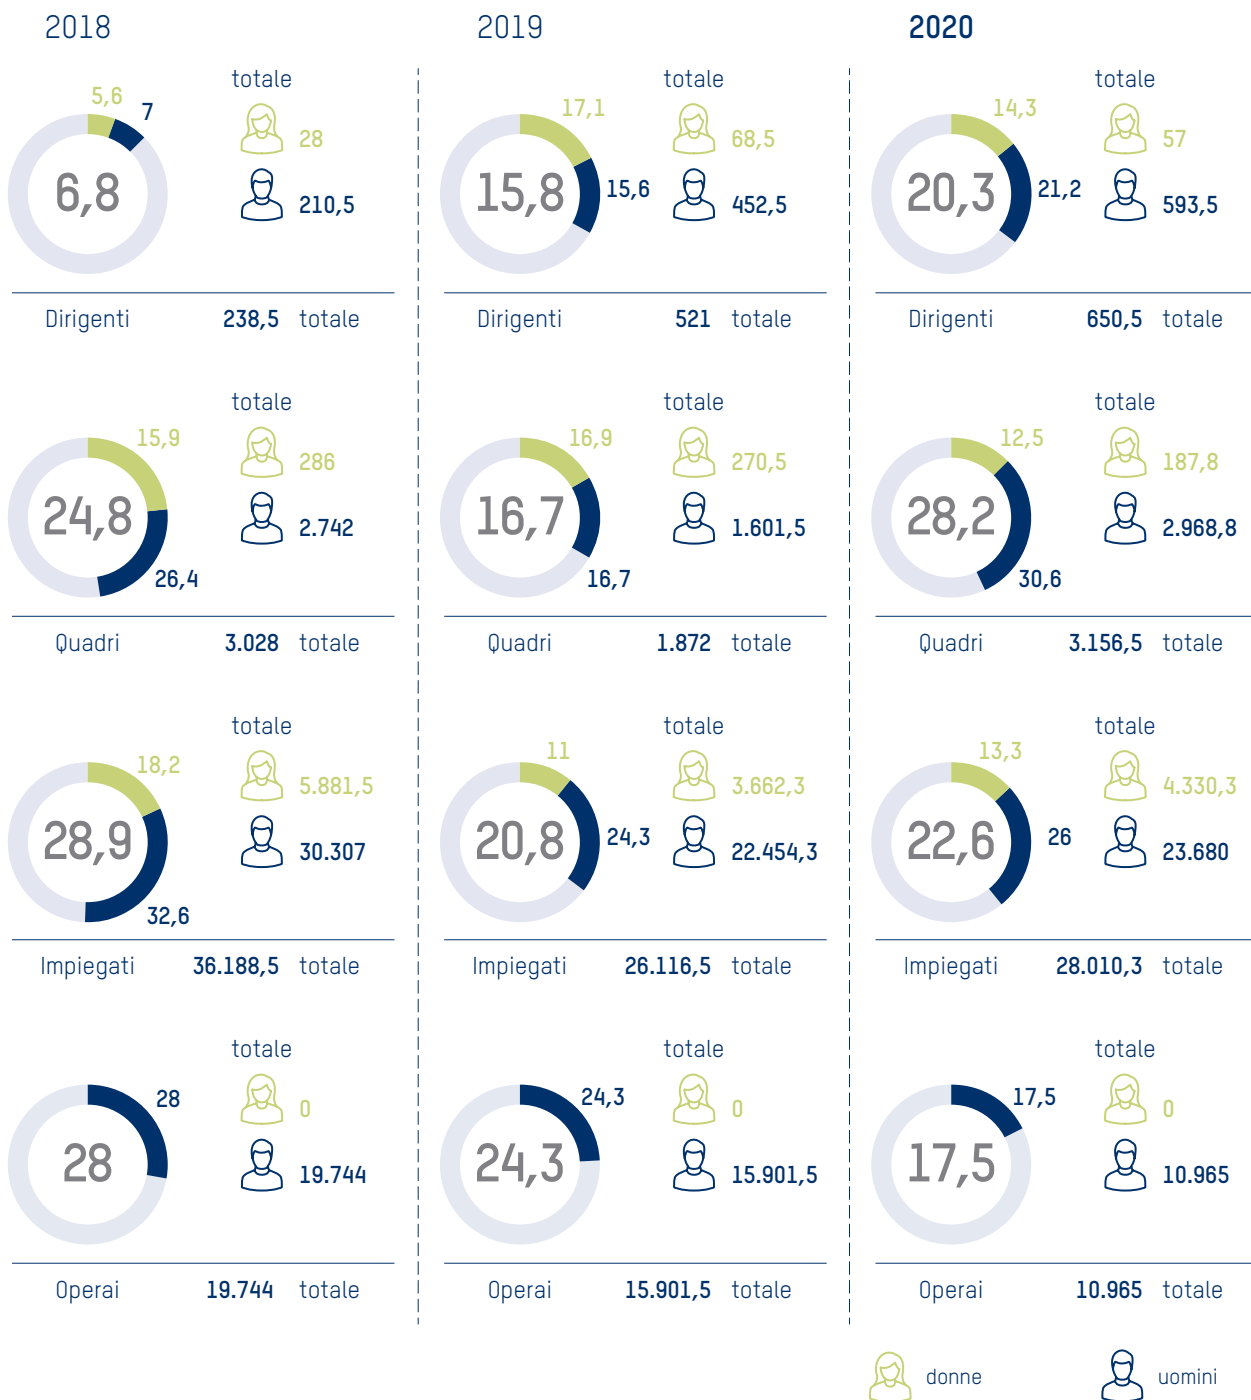 2018
totale
5,6
7
28
6,8
210,5
Dirigenti 238,5 totale
totale
15,9
286
24,8
2.742
26,4
Quadri 3.028 totale
totale
18,2
5.881,5
28,9
30.307
32,6
Impiegati 36.188,5 totale
totale
28
0
28
19.744
Operai 19.744 totale
2019
totale
17,1
68,5
15,8
15,6
452,5
Dirigenti 521 totale
totale
16,9
270,5
16,7
1.601,5
16,7
Quadri 1.872 totale
totale
11
3.662,3
20,8
24,3
22.454,3
Impiegati 26.116,5 totale
totale
24,3
0
24,3
15.901,5
Operai 15.901,5 totale
2020
totale
14,3
57
20,3
21,2
593,5
Dirigenti 650,5 totale
totale
12,5
187,8
28,2
2.968,8
30,6
Quadri 3.156,5 totale
totale
13,3
4.330,3
22,6
26
23.680
Impiegati 28.010,3 totale
totale
17,5
0
17,5
10.965
Operai 10.965 totale
donne uomini